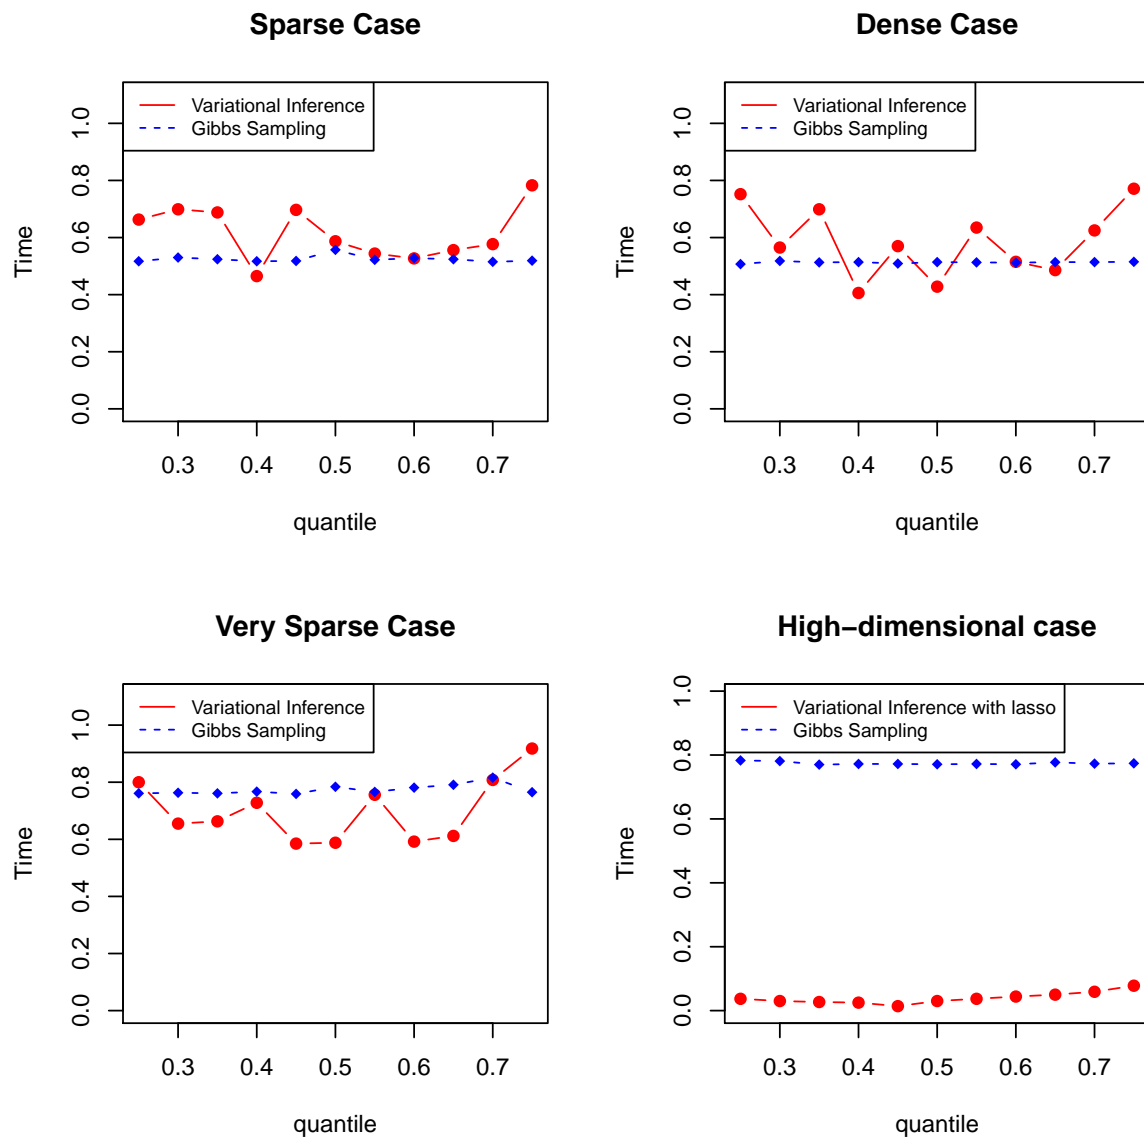 Sparse Case
Variational Inference
Gibbs Sampling
Time
0.0 0.2 0.4 0.6 0.8 1.0
0.3 0.4 0.5 0.6 0.7
quantile
Dense Case
Variational Inference
Gibbs Sampling
Time
0.0 0.2 0.4 0.6 0.8 1.0
0.3 0.4 0.5 0.6 0.7
quantile
Very Sparse Case
Variational Inference
Gibbs Sampling
Time
0.0 0.2 0.4 0.6 0.8 1.0
0.3 0.4 0.5 0.6 0.7
quantile
High−dimensional case
Variational Inference with lasso
Gibbs Sampling
Time
0.0 0.2 0.4 0.6 0.8 1.0
0.3 0.4 0.5 0.6 0.7
quantile